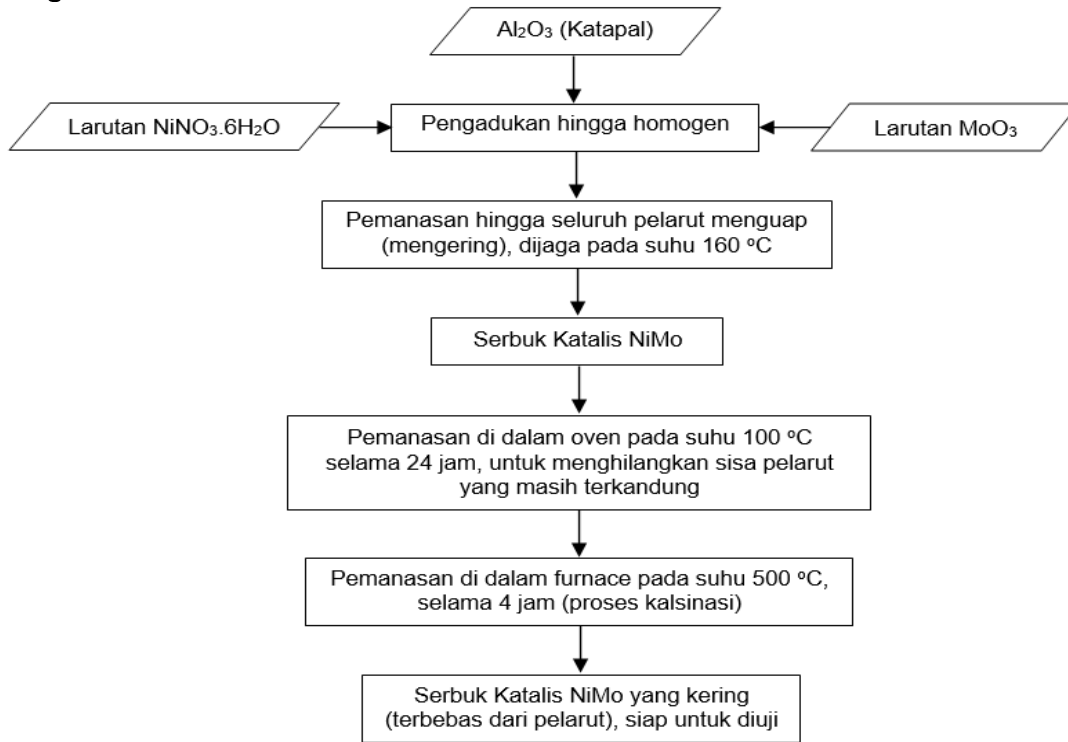 Al₂O₃ (Katapal)
Larutan NiNO₃.6H₂O
Pengadukan hingga homogen
Larutan MoO₃
Pemanasan hingga seluruh pelarut menguap
(mengering), dijaga pada suhu 160 ºC
Serbuk Katalis NiMo
Pemanasan di dalam oven pada suhu 100 ºC
selama 24 jam, untuk menghilangkan sisa pelarut
yang masih terkandung
Pemanasan di dalam furnace pada suhu 500 ºC,
selama 4 jam (proses kalsinasi)
Serbuk Katalis NiMo yang kering
(terbebas dari pelarut), siap untuk diuji